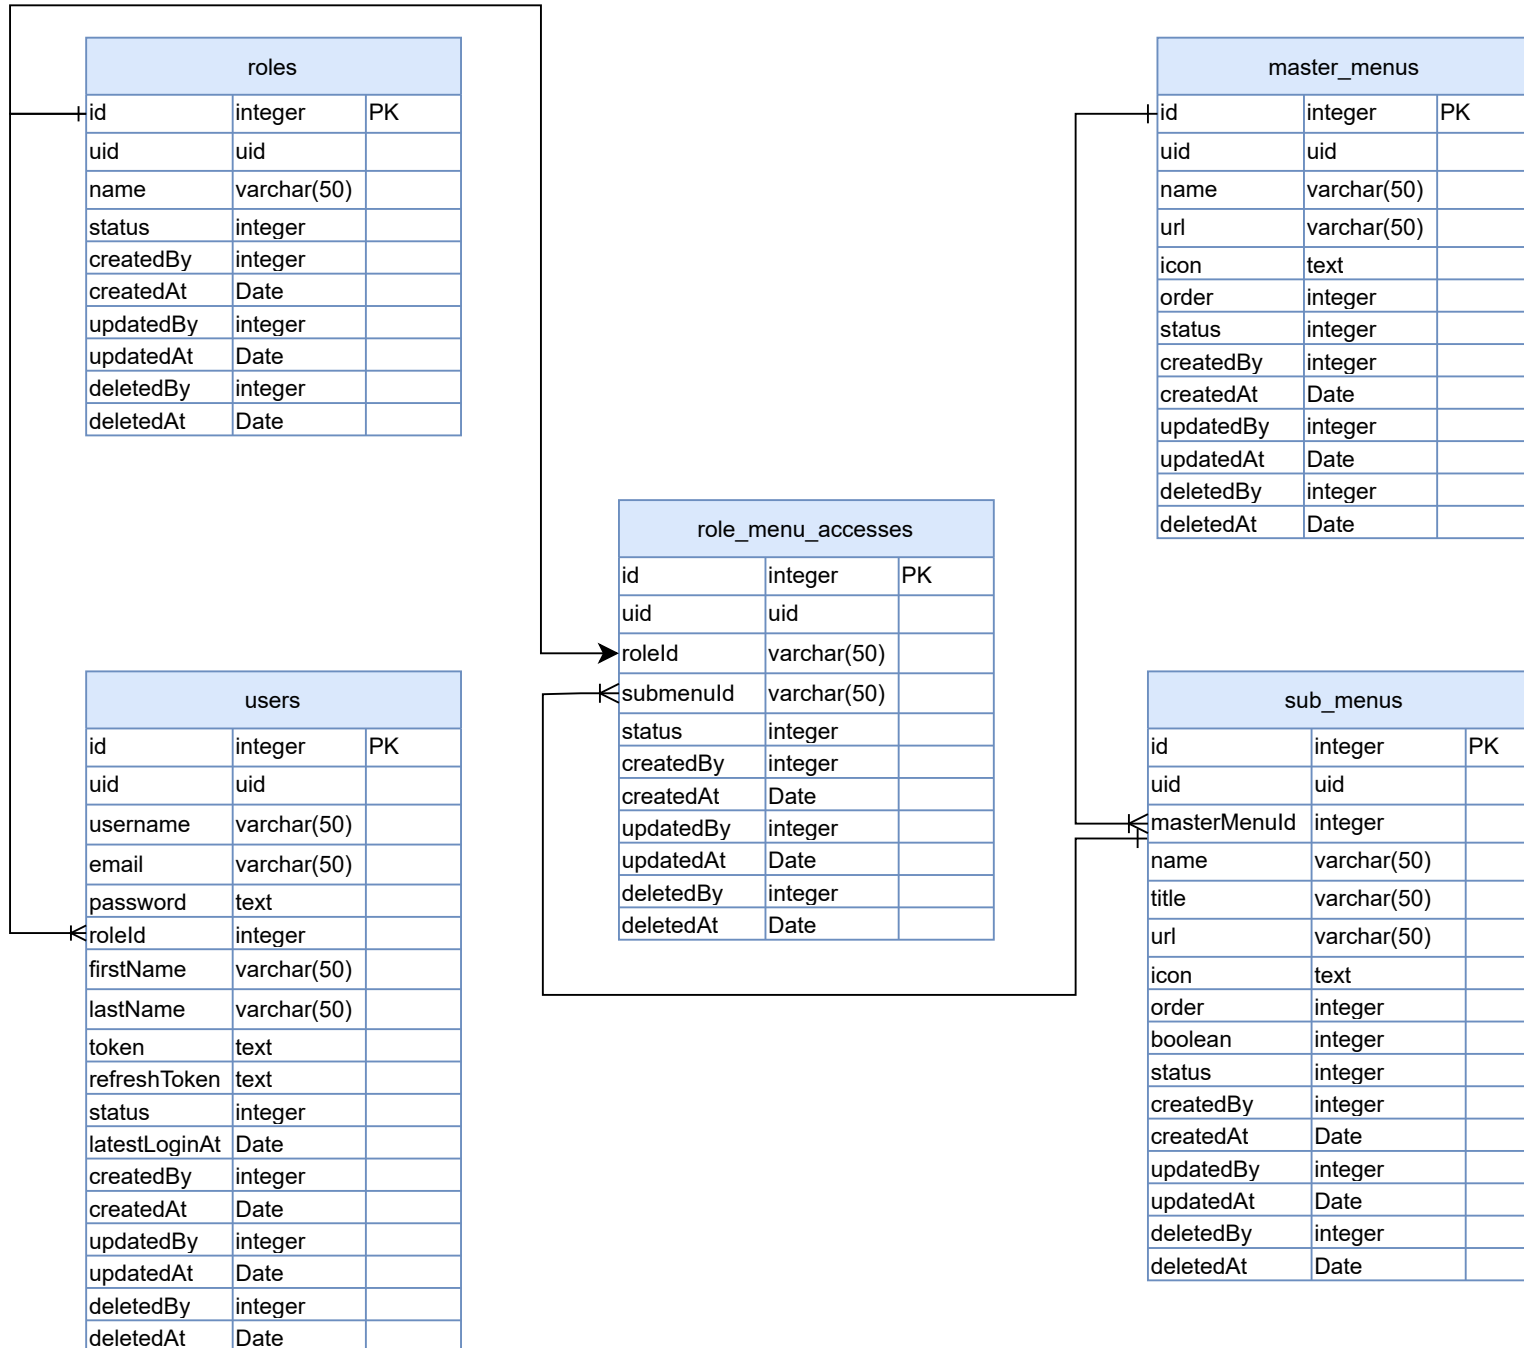 roles
id integer PK
uid uid
name varchar(50)
status integer
createdBy integer
createdAt Date
updatedBy integer
updatedAt Date
deletedBy integer
deletedAt Date
master_menus
id integer PK
uid uid
name varchar(50)
url varchar(50)
icon text
order integer
status integer
createdBy integer
createdAt Date
updatedBy integer
updatedAt Date
deletedBy integer
deletedAt Date
role_menu_accesses
id integer PK
uid uid
roleId varchar(50)
submenuId varchar(50)
status integer
createdBy integer
createdAt Date
updatedBy integer
updatedAt Date
deletedBy integer
deletedAt Date
users
id integer PK
uid uid
username varchar(50)
email varchar(50)
password text
roleId integer
firstName varchar(50)
lastName varchar(50)
token text
refreshToken text
status integer
latestLoginAt Date
createdBy integer
createdAt Date
updatedBy integer
updatedAt Date
deletedBy integer
deletedAt Date
sub_menus
id integer PK
uid uid
masterMenuId integer
name varchar(50)
title varchar(50)
url varchar(50)
icon text
order integer
boolean integer
status integer
createdBy integer
createdAt Date
updatedBy integer
updatedAt Date
deletedBy integer
deletedAt Date